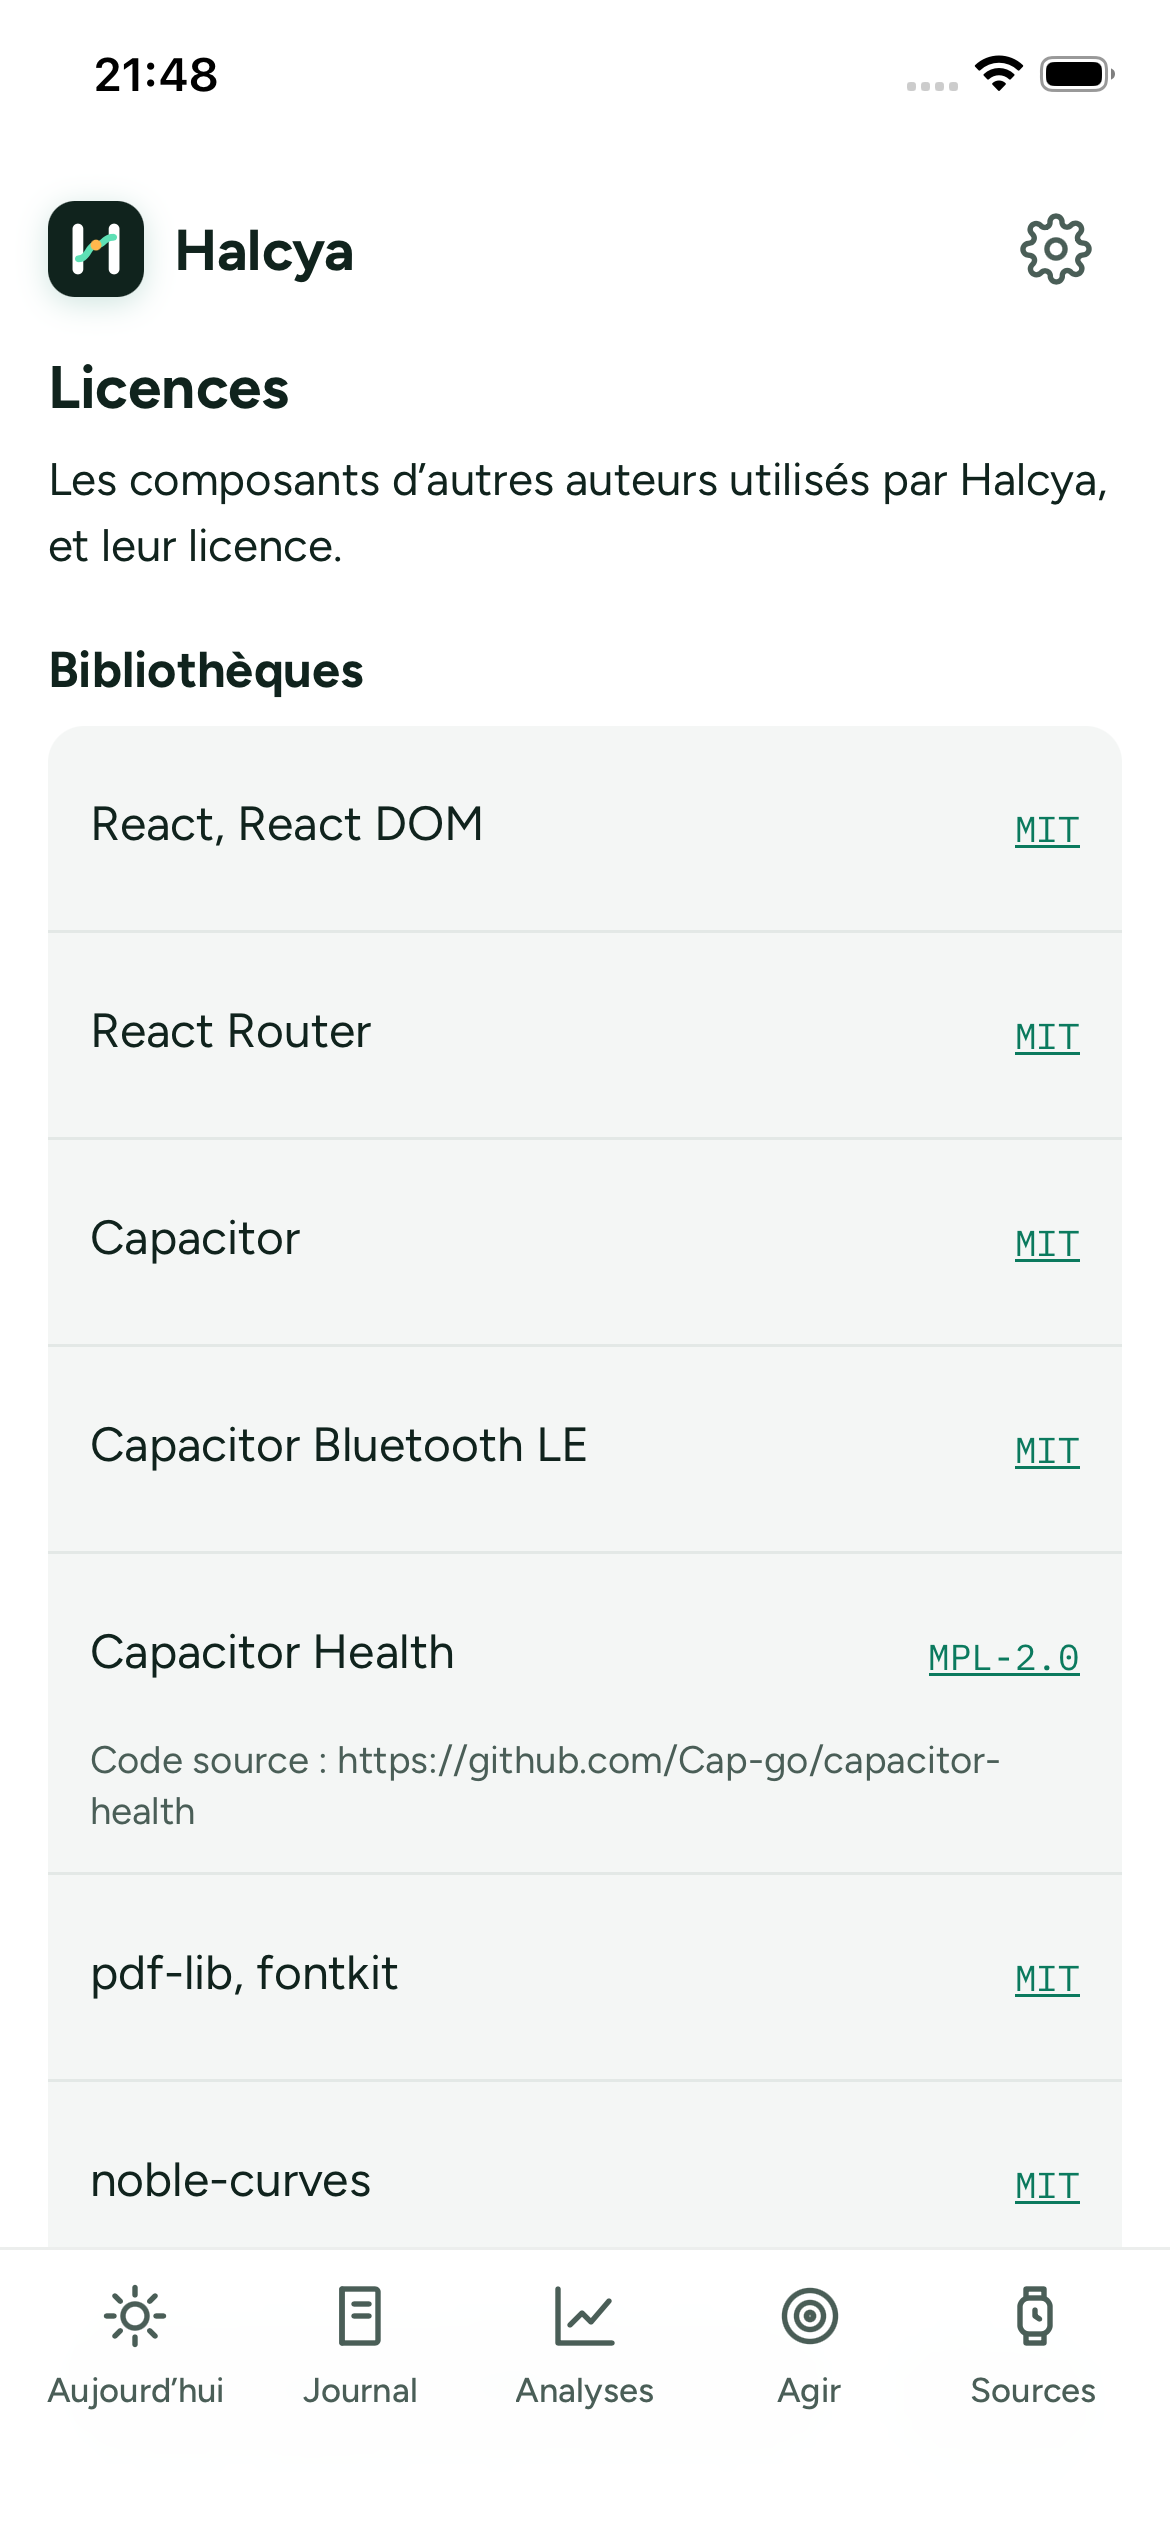 21:48
Halcya
Licences
Les composants d’autres auteurs utilisés par Halcya,
et leur licence.
Bibliothèques
React, React DOM MIT
React Router MIT
Capacitor MIT
Capacitor Bluetooth LE MIT
Capacitor Health MPL-2.0
Code source : https://github.com/Cap-go/capacitor-
health
pdf-lib, fontkit MIT
noble-curves MIT
Aujourd’hui Journal Analyses Agir Sources